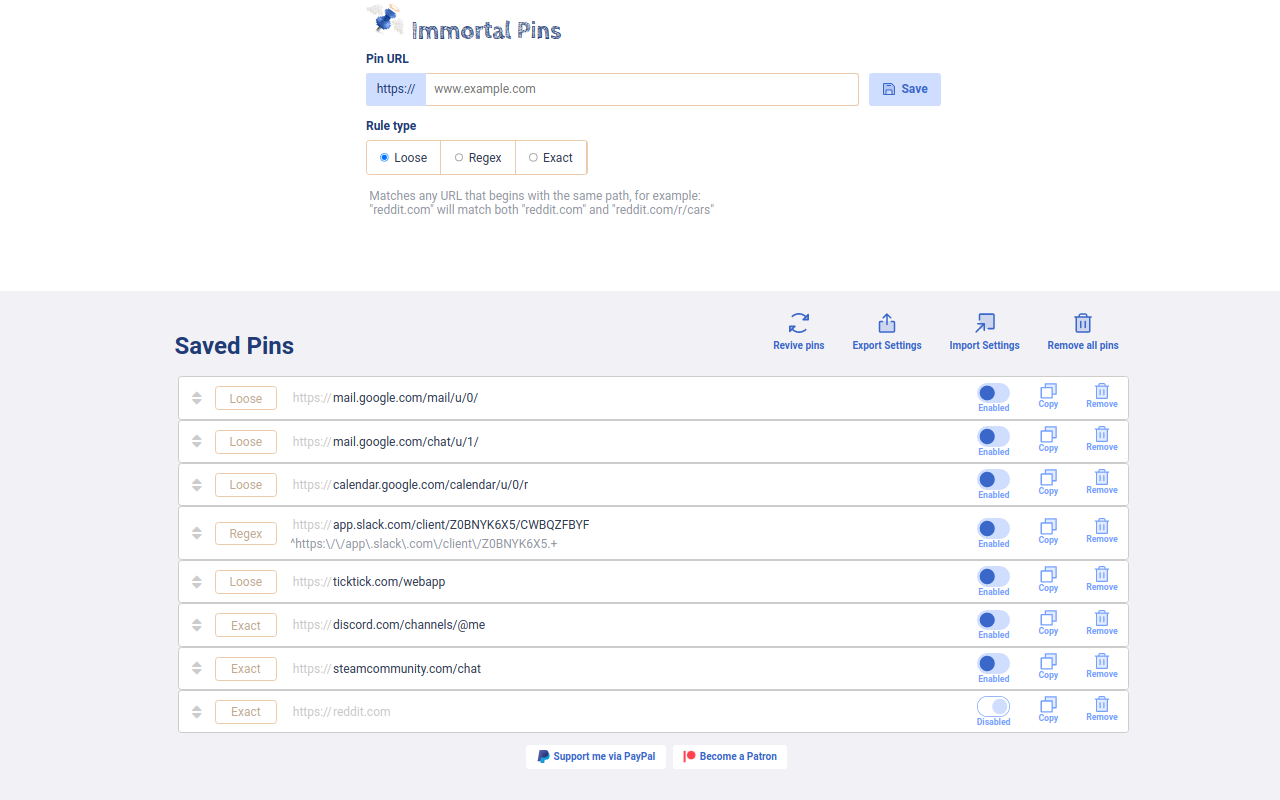 Immortal Pins
Pin URL
https:// www.example.com Save
Rule type
Loose Regex Exact
Matches any URL that begins with the same path, for example:
"reddit.com" will match both "reddit.com" and "reddit.com/r/cars"
Saved Pins
Revive pins Export Settings Import Settings Remove all pins
Loose https:// mail.google.com/mail/u/0/ Enabled Copy Remove
Loose https:// mail.google.com/chat/u/1/ Enabled Copy Remove
Loose https:// calendar.google.com/calendar/u/0/r Enabled Copy Remove
Regex https:// app.slack.com/client/Z0BNYK6X5/CWBQZFBYF Enabled Copy Remove
^https:\/\/app\.slack\.com\/client\/Z0BNYK6X5.+
Loose https:// ticktick.com/webapp Enabled Copy Remove
Exact https:// discord.com/channels/@me Enabled Copy Remove
Exact https:// steamcommunity.com/chat Enabled Copy Remove
Exact https:// reddit.com Disabled Copy Remove
Support me via PayPal Become a Patron